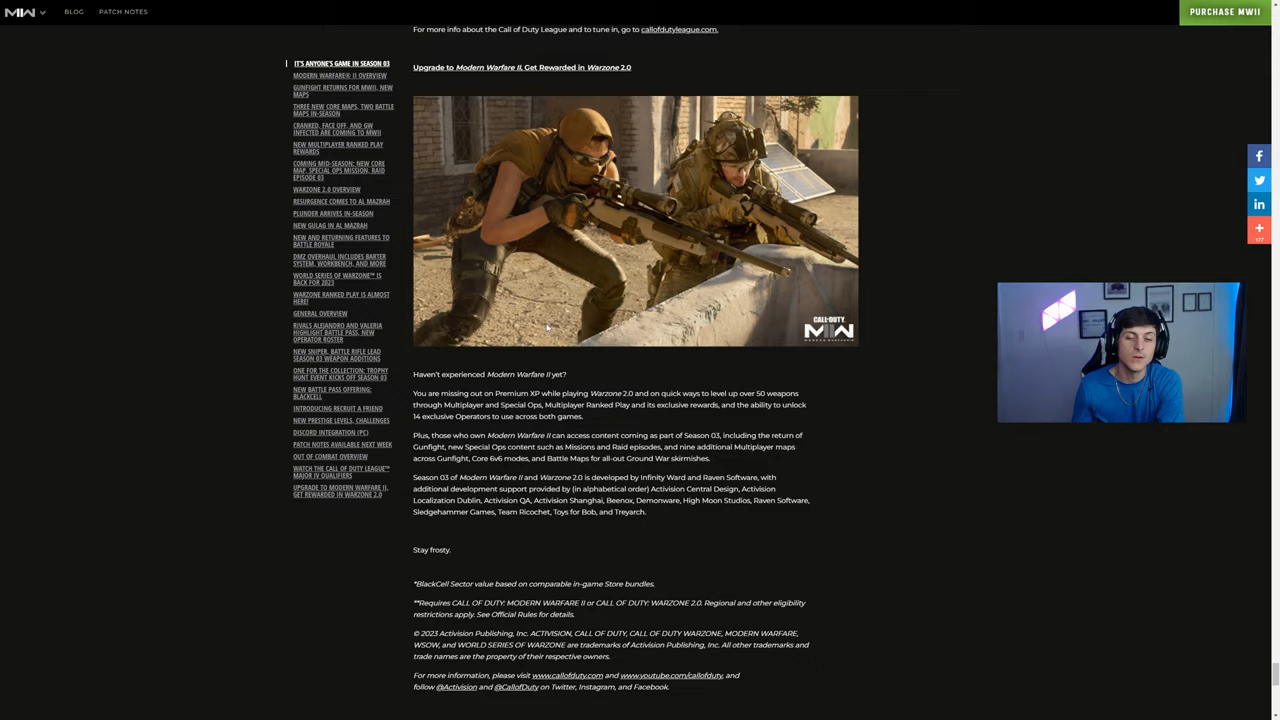 MWII
BLOG
PATCH NOTES
PURCHASE MWII
For more info about the Call of Duty League and to tune in, go to callofdutyleague.com.
IT'S ANYONE'S GAME IN SEASON 03
MODERN WARFARE® II OVERVIEW
GUNFIGHT RETURNS FOR MWII, NEW
MAPS
THREE NEW CORE MAPS, TWO BATTLE
MAPS IN-SEASON
CRANKED, FACE OFF, AND GW
INFECTED ARE COMING TO MWII
NEW MULTIPLAYER RANKED PLAY
REWARDS
COMING MID-SEASON: NEW CORE
MAP, SPECIAL OPS MISSION, RAID
EPISODE 03
WARZONE 2.0 OVERVIEW
RESURGENCE COMES TO AL MAZRAH
PLUNDER ARRIVES IN-SEASON
NEW GULAG IN AL MAZRAH
NEW AND RETURNING FEATURES TO
BATTLE ROYALE
DMZ OVERHAUL INCLUDES BARTER
SYSTEM, WORKBENCH, AND MORE
WORLD SERIES OF WARZONE™ IS
BACK FOR 2023
WARZONE RANKED PLAY IS ALMOST
HERE!
GENERAL OVERVIEW
RIVALS ALEJANDRO AND VALERIA
HIGHLIGHT BATTLE PASS, NEW
OPERATOR ROSTER
NEW SNIPER, BATTLE RIFLE LEAD
SEASON 03 WEAPON ADDITIONS
ONE FOR THE COLLECTION: TROPHY
HUNT EVENT KICKS OFF SEASON 03
NEW BATTLE PASS OFFERING:
BLACKCELL
INTRODUCING RECRUIT A FRIEND
NEW PRESTIGE LEVELS, CHALLENGES
DISCORD INTEGRATION (PC)
PATCH NOTES AVAILABLE NEXT WEEK
OUT OF COMBAT OVERVIEW
WATCH THE CALL OF DUTY LEAGUE™
MAJOR IV QUALIFIERS
UPGRADE TO MODERN WARFARE II,
GET REWARDED IN WARZONE 2.0
Upgrade to Modern Warfare II, Get Rewarded in Warzone 2.0
CALL OF DUTY.
MWII
MODERN WARFARE II
177
Haven't experienced Modern Warfare II yet?
You are missing out on Premium XP while playing Warzone 2.0 and on quick ways to level up over 50 weapons
through Multiplayer and Special Ops, Multiplayer Ranked Play and its exclusive rewards, and the ability to unlock
14 exclusive Operators to use across both games.
Plus, those who own Modern Warfare II can access content coming as part of Season 03, including the return of
Gunfight, new Special Ops content such as Missions and Raid episodes, and nine additional Multiplayer maps
across Gunfight, Core 6v6 modes, and Battle Maps for all-out Ground War skirmishes.
Season 03 of Modern Warfare II and Warzone 2.0 is developed by Infinity Ward and Raven Software, with
additional development support provided by (in alphabetical order) Activision Central Design, Activision
Localization Dublin, Activision QA, Activision Shanghai, Beenox, Demonware, High Moon Studios, Raven Software,
Sledgehammer Games, Team Ricochet, Toys for Bob, and Treyarch.
Stay frosty.
*BlackCell Sector value based on comparable in-game Store bundles.
**Requires CALL OF DUTY: MODERN WARFARE II or CALL OF DUTY: WARZONE 2.0. Regional and other eligibility
restrictions apply. See Official Rules for details.
© 2023 Activision Publishing, Inc. ACTIVISION, CALL OF DUTY, CALL OF DUTY WARZONE, MODERN WARFARE,
WSOW, and WORLD SERIES OF WARZONE are trademarks of Activision Publishing, Inc. All other trademarks and
trade names are the property of their respective owners.
For more information, please visit www.callofduty.com and www.youtube.com/callofduty, and
follow @Activision and @CallofDuty on Twitter, Instagram, and Facebook.